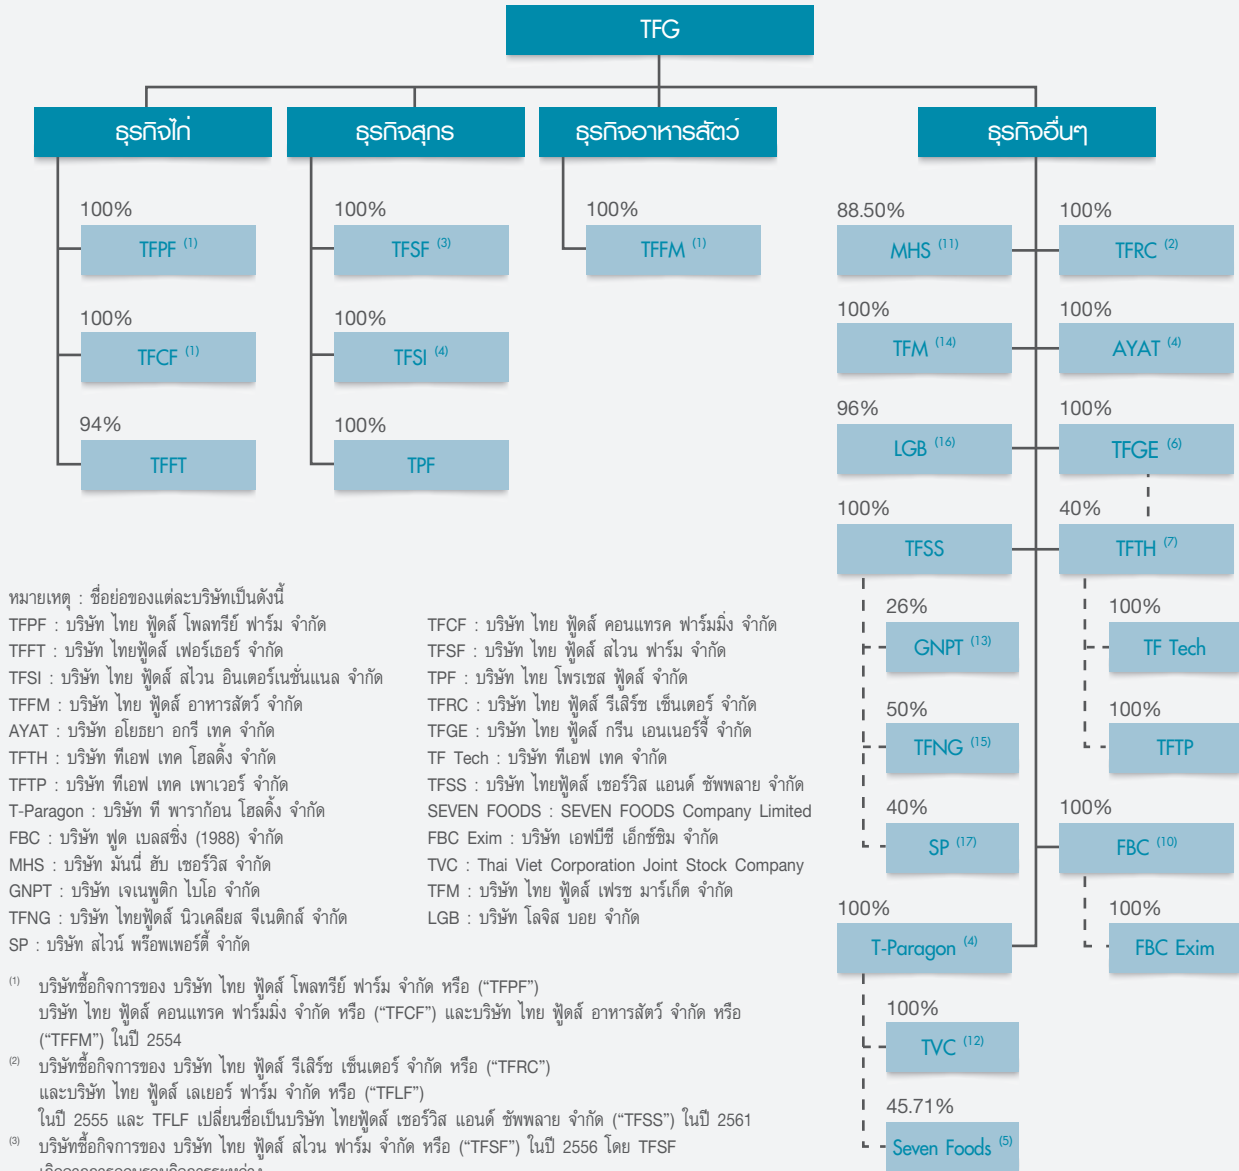 TFG
ธุรกิจไก่
ธุรกิจสุกร
ธุรกิจอาหารสัตว์
ธุรกิจอื่นๆ
100%
TFPF (1)
100%
TFCF (1)
94%
TFFT
100%
TFSF (3)
100%
TFSI (4)
100%
TPF
100%
TFFM (1)
88.50%
MHS (11)
100%
TFRC (2)
100%
TFM (14)
100%
AYAT (4)
96%
LGB (16)
100%
TFGE (6)
100%
TFSS
40%
TFTH (7)
26%
GNPT (13)
100%
TF Tech
50%
TFNG (15)
100%
TFTP
40%
SP (17)
100%
FBC (10)
100%
T-Paragon (4)
100%
FBC Exim
100%
TVC (12)
45.71%
Seven Foods (5)
หมายเหตุ : ชื่อย่อของแต่ละบริษัทเป็นดังนี้
TFPF : บริษัท ไทย ฟู้ดส์ โพลทรีย์ ฟาร์ม จำกัด
TFCF : บริษัท ไทย ฟู้ดส์ คอนแทรค ฟาร์มมิ่ง จำกัด
TFFT : บริษัท ไทยฟู้ดส์ เฟอร์เธอร์ จำกัด
TFSF : บริษัท ไทย ฟู้ดส์ สไวน ฟาร์ม จำกัด
TFSI : บริษัท ไทย ฟู้ดส์ สไวน อินเตอร์เนชั่นแนล จำกัด
TPF : บริษัท ไทย โพรเซส ฟู้ดส์ จำกัด
TFFM : บริษัท ไทย ฟู้ดส์ อาหารสัตว์ จำกัด
TFRC : บริษัท ไทย ฟู้ดส์ รีเสิร์ช เซ็นเตอร์ จำกัด
AYAT : บริษัท อโยธยา อกรี เทค จำกัด
TFGE : บริษัท ไทย ฟู้ดส์ กรีน เอนเนอร์จี้ จำกัด
TFTH : บริษัท ทีเอฟ เทค โฮลดิ้ง จำกัด
TF Tech : บริษัท ทีเอฟ เทค จำกัด
TFTP : บริษัท ทีเอฟ เทค เพาเวอร์ จำกัด
TFSS : บริษัท ไทยฟู้ดส์ เซอร์วิส แอนด์ ซัพพลาย จำกัด
T-Paragon : บริษัท ที พาราก้อน โฮลดิ้ง จำกัด
SEVEN FOODS : SEVEN FOODS Company Limited
FBC : บริษัท ฟูด เบลสซิ่ง (1988) จำกัด
FBC Exim : บริษัท เอฟบีซี เอ็กซ์ซิม จำกัด
MHS : บริษัท มันนี่ ฮับ เซอร์วิส จำกัด
TVC : Thai Viet Corporation Joint Stock Company
GNPT : บริษัท เจเนพูติก ไบโอ จำกัด
TFM : บริษัท ไทย ฟู้ดส์ เฟรช มาร์เก็ต จำกัด
TFNG : บริษัท ไทยฟู้ดส์ นิวเคลียส จีเนติกส์ จำกัด
LGB : บริษัท โลจิส บอย จำกัด
SP : บริษัท สไวน์ พร๊อพเพอร์ตี้ จำกัด
(1) บริษัทซื้อกิจการของ บริษัท ไทย ฟู้ดส์ โพลทรีย์ ฟาร์ม จำกัด หรือ (“TFPF”)
บริษัท ไทย ฟู้ดส์ คอนแทรค ฟาร์มมิ่ง จำกัด หรือ (“TFCF”) และบริษัท ไทย ฟู้ดส์ อาหารสัตว์ จำกัด หรือ
(“TFFM”) ในปี 2554
(2) บริษัทซื้อกิจการของ บริษัท ไทย ฟู้ดส์ รีเสิร์ช เซ็นเตอร์ จำกัด หรือ (“TFRC”)
และบริษัท ไทย ฟู้ดส์ เลเยอร์ ฟาร์ม จำกัด หรือ (“TFLF”)
ในปี 2555 และ TFLF เปลี่ยนชื่อเป็นบริษัท ไทยฟู้ดส์ เซอร์วิส แอนด์ ซัพพลาย จำกัด (“TFSS”) ในปี 2561
(3) บริษัทซื้อกิจการของ บริษัท ไทย ฟู้ดส์ สไวน ฟาร์ม จำกัด หรือ (“TFSF”) ในปี 2556 โดย TFSF